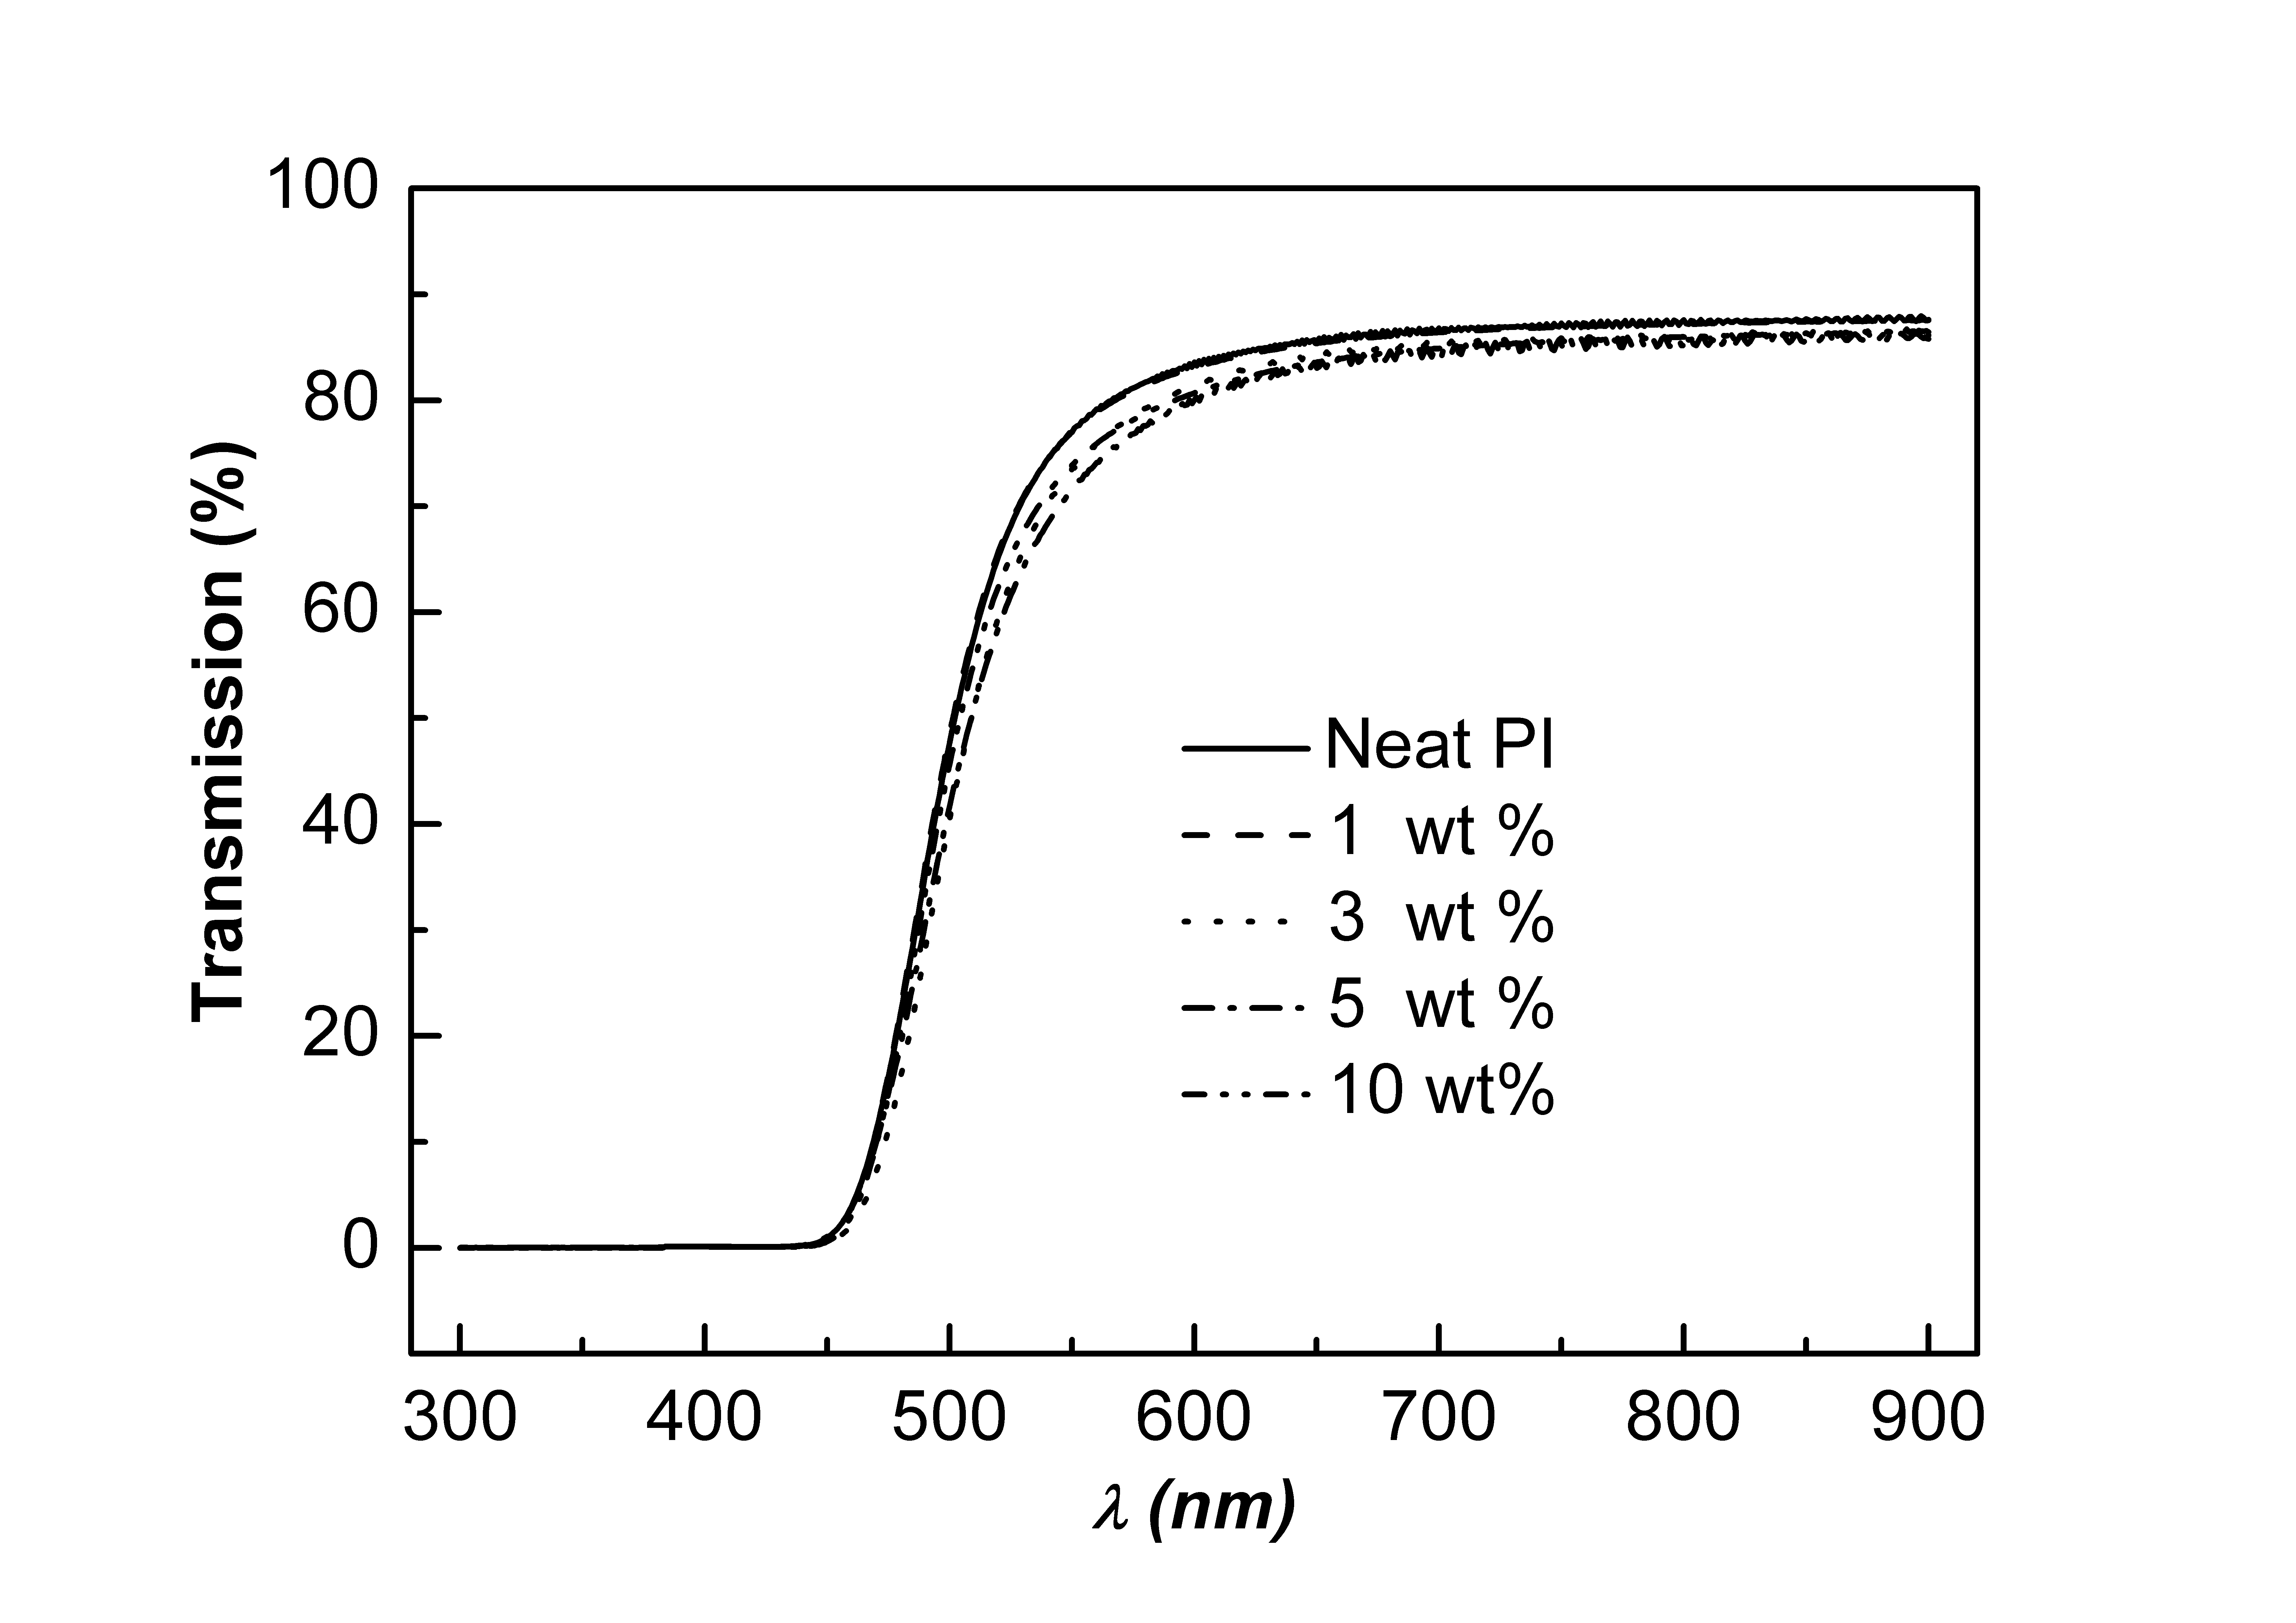 100
80
60
40
20
0
Transmission (%)
Neat PI
1 wt %
3 wt %
5 wt %
10 wt%
300 400 500 600 700 800 900
λ (nm)